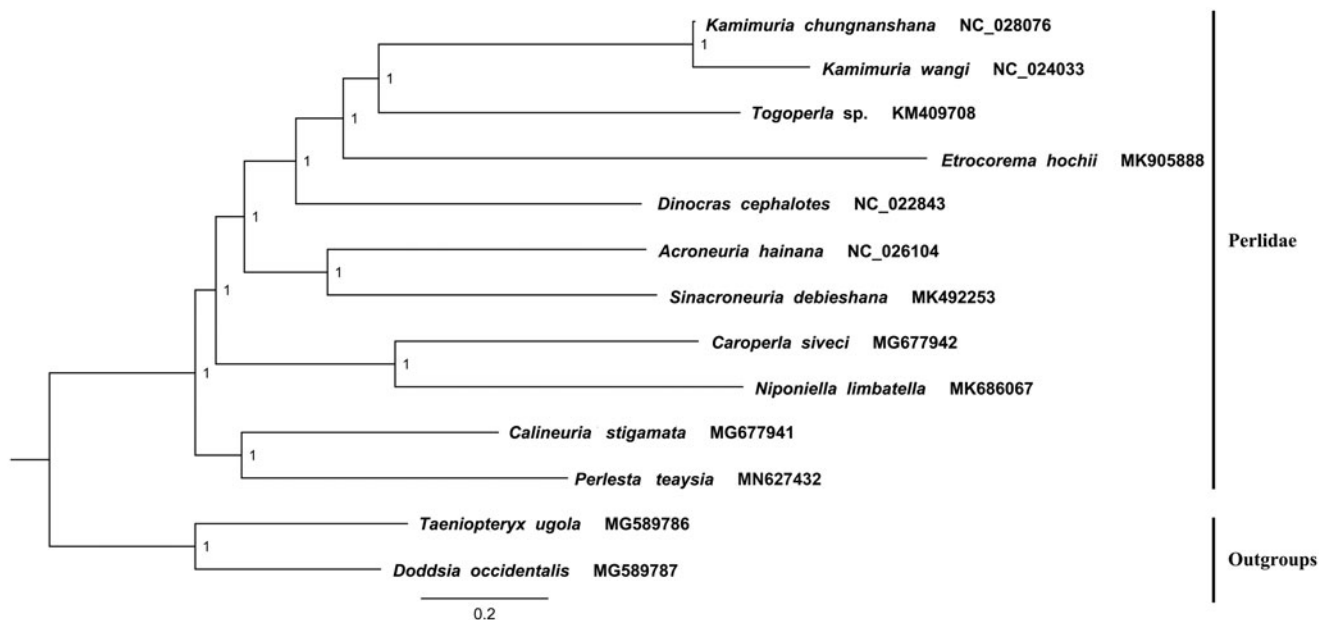 Kamimuria chungnanshana NC_028076
1
Kamimuria wangi NC_024033
1
Togoperla sp. KM409708
1
Etrocorema hochii MK905888
1
Dinocras cephalotes NC_022843
1
Acroneuria hainana NC_026104
Perlidae
1
Sinacroneuria debieshana MK492253
1
Caroperla siveci MG677942
1
1
Niponiella limbatella MK686067
Calineuria stigamata MG677941
1
Perlesta teaysia MN627432
Taeniopteryx ugola MG589786
1
Outgroups
Doddsia occidentalis MG589787
0.2